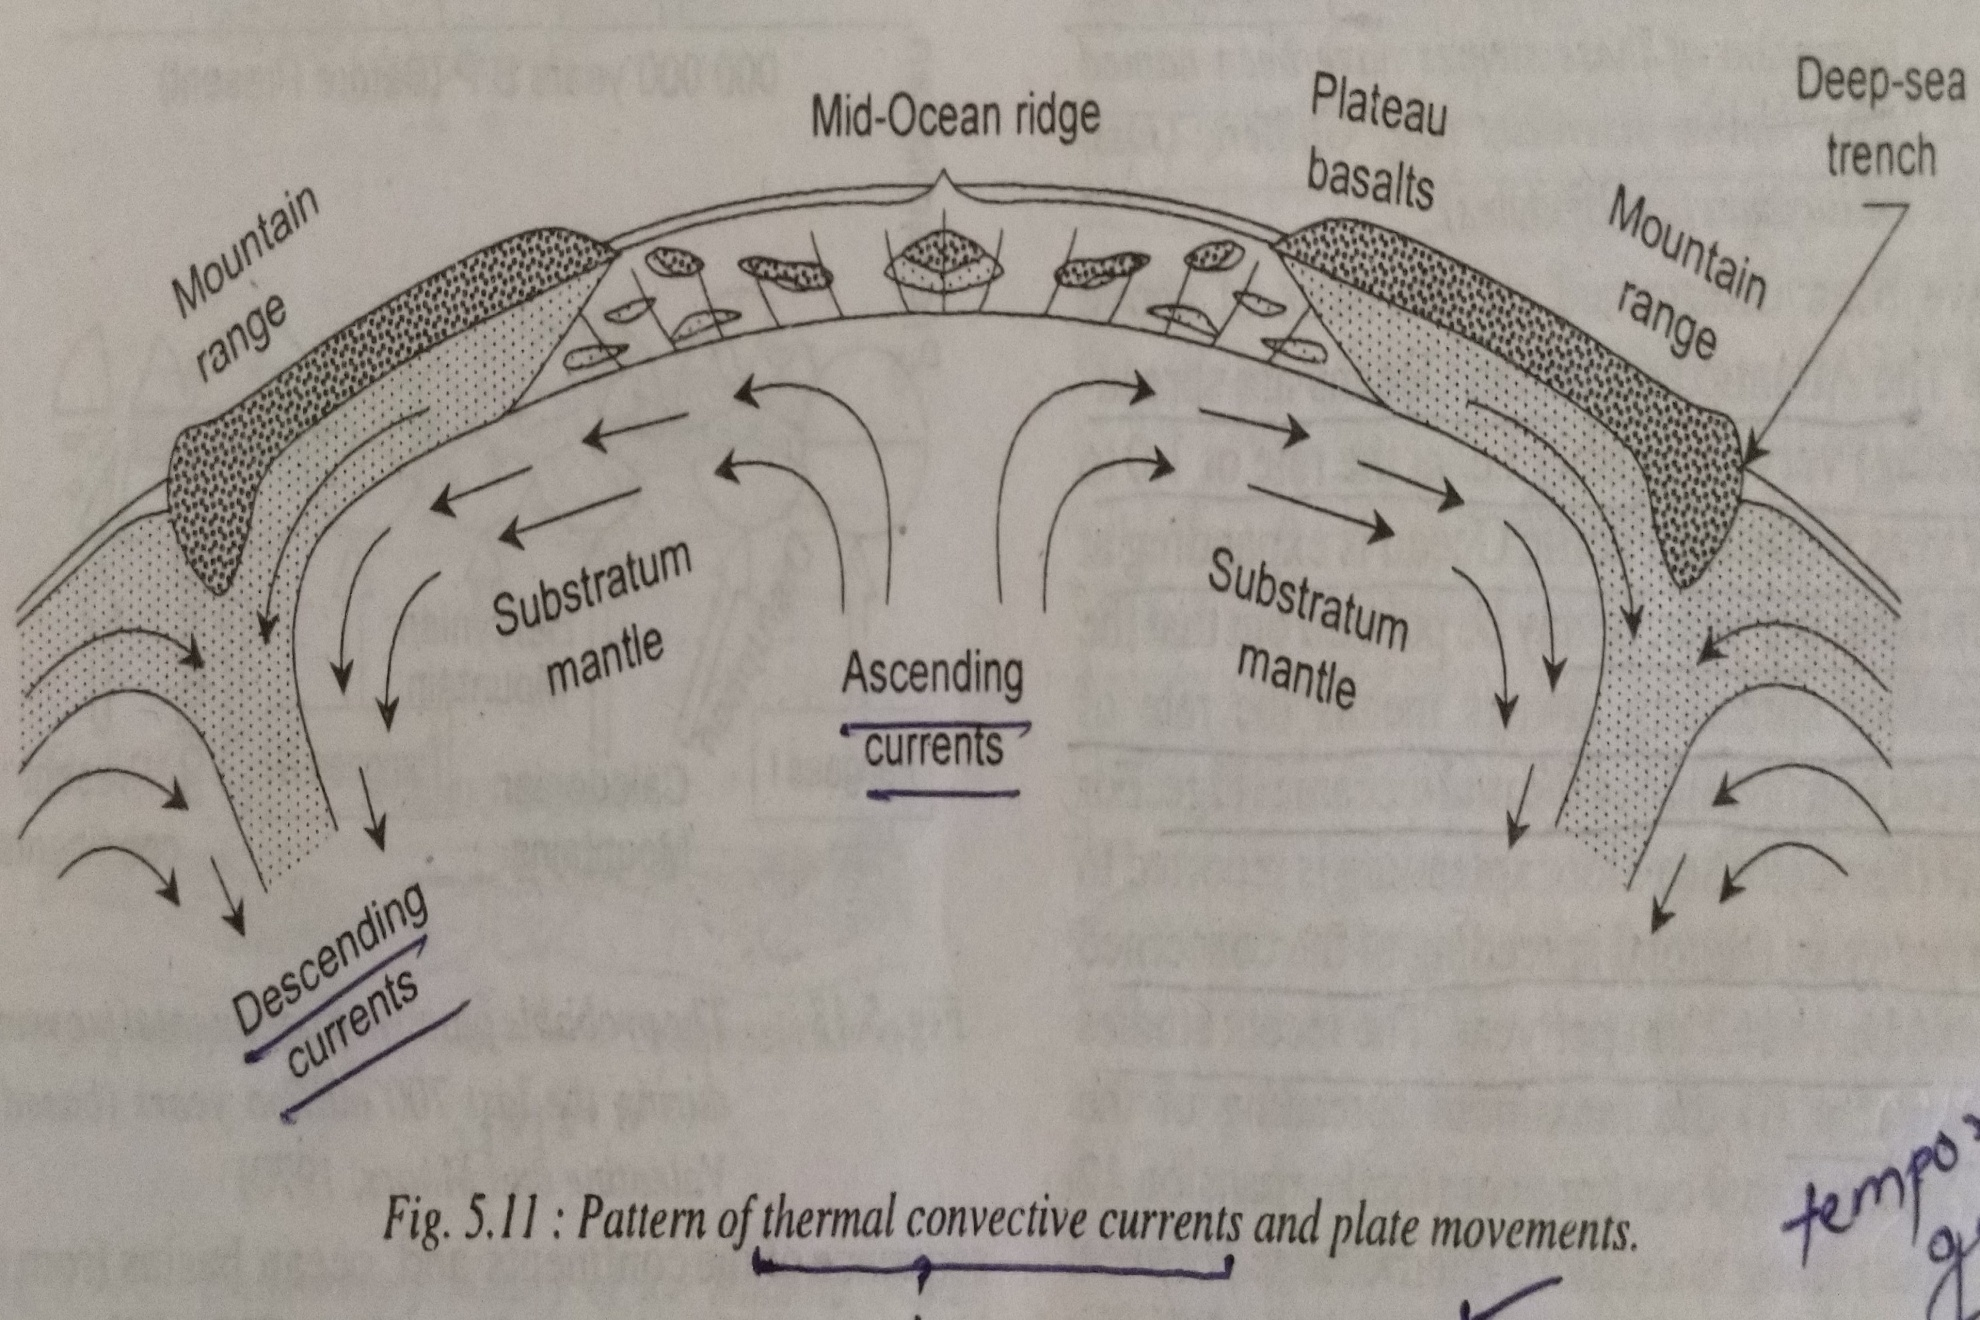 Deep-sea
trench
Plateau
basalts
Mid-Ocean ridge
Mountain
range
Mountain
range
Substratum
mantle
Substratum
mantle
Ascending
currents
Descending
currents
Fig. 5.11 : Pattern of thermal convective currents and plate movements.